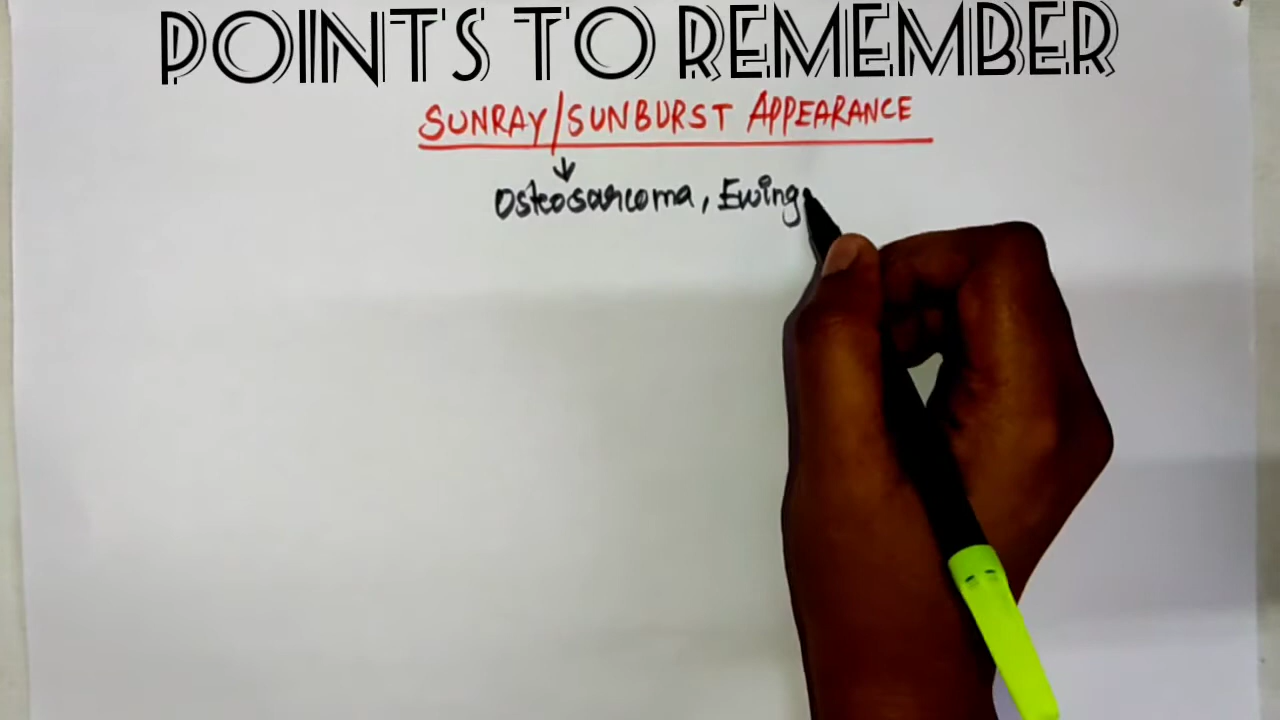 POINTS TO REMEMBER
SUNRAY/SUNBURST APPEARANCE
↓
Osteosarcoma, Ewing